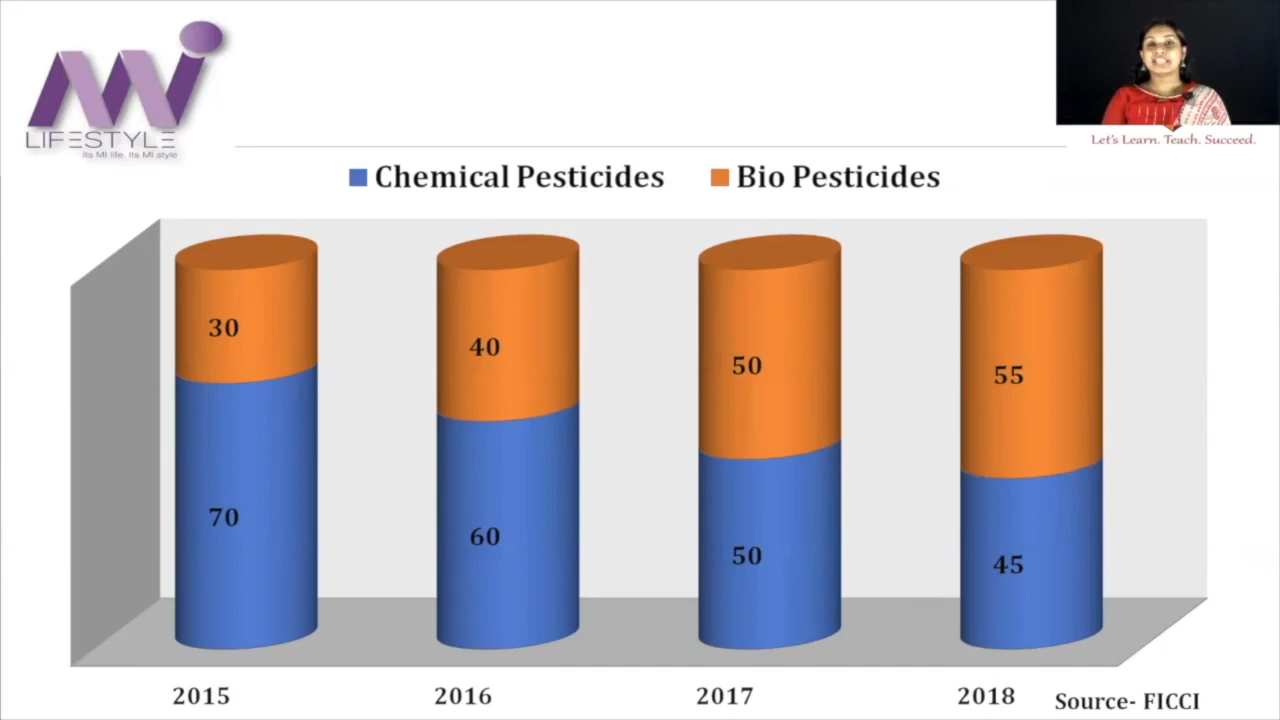 Mi
LIFESTYLE
Its MI life. Its MI style
Let's Learn. Teach. Succeed.
Chemical Pesticides
Bio Pesticides
30
40
50
55
70
60
50
45
2015
2016
2017
2018
Source- FICCI